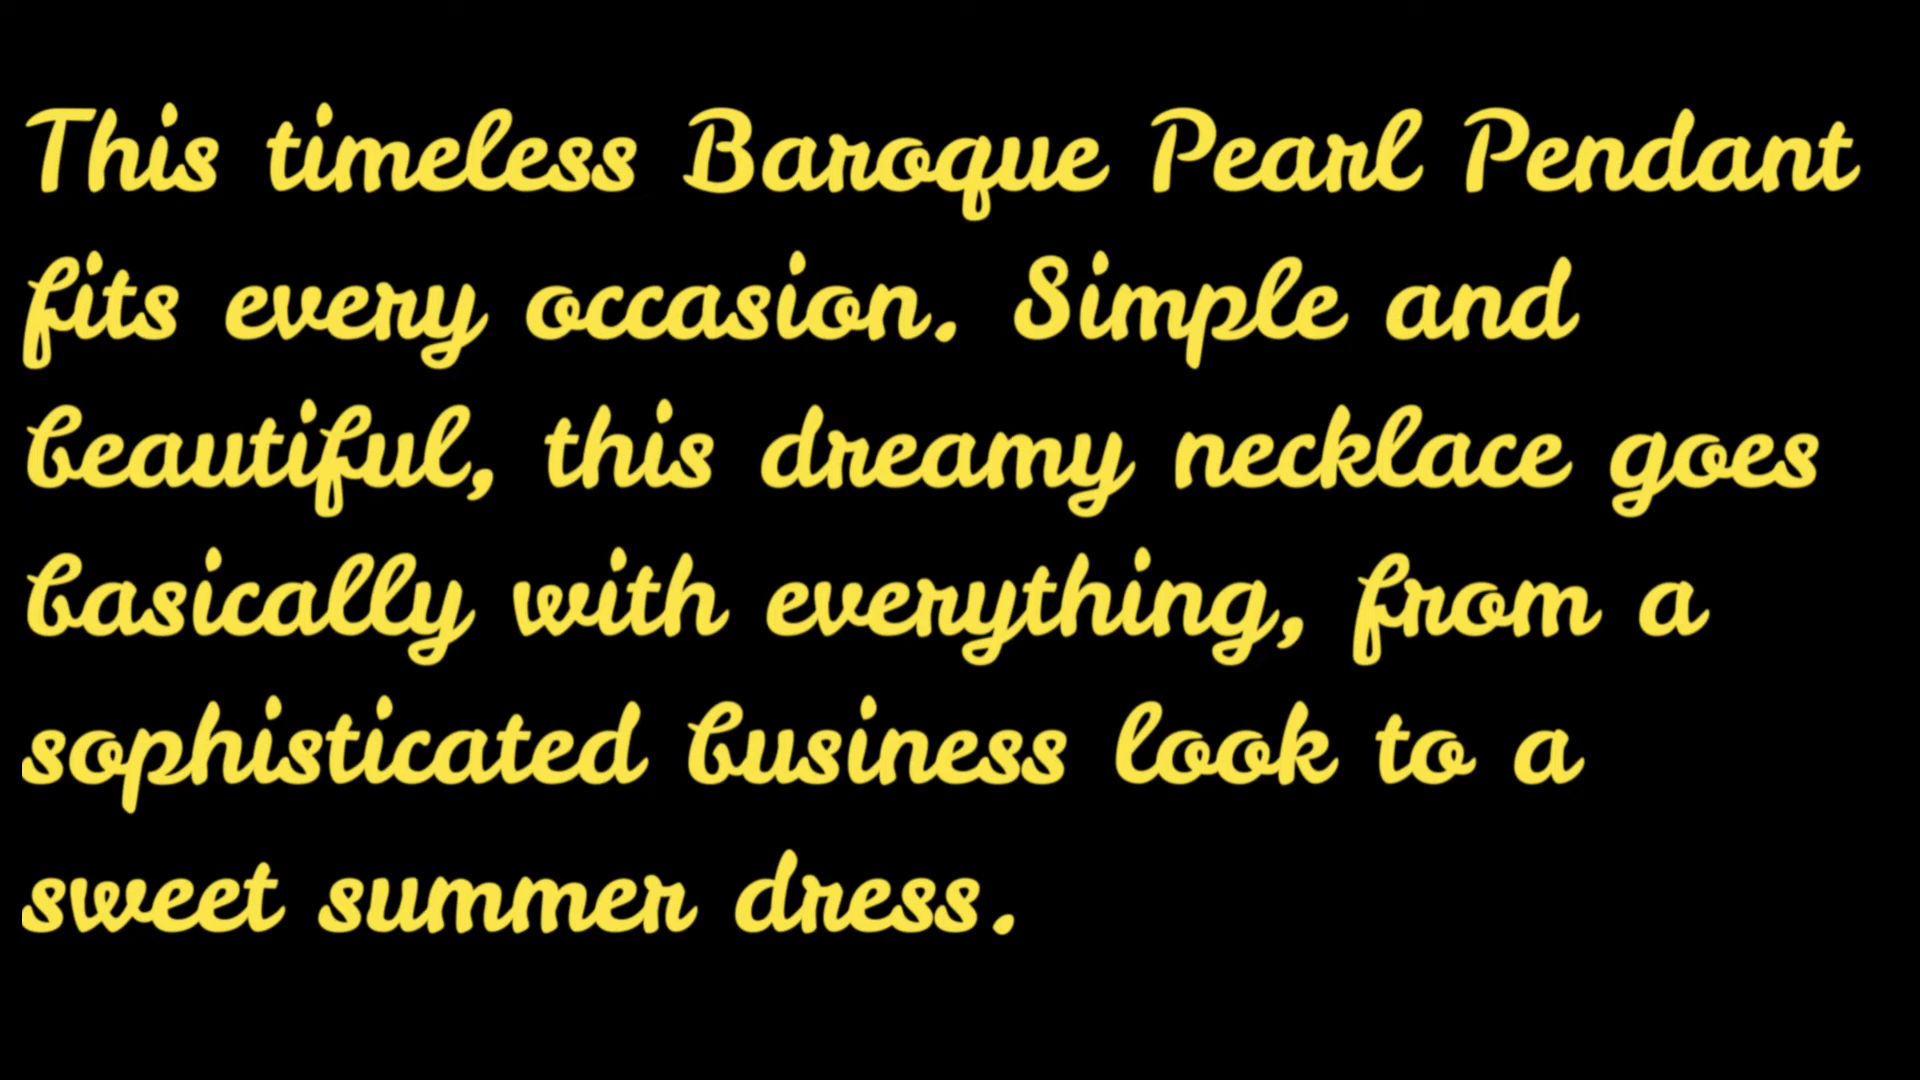 This timeless Baroque Pearl Pendant
fits every occasion. Simple and
beautiful, this dreamy necklace goes
basically with everything, from a
sophisticated business look to a
sweet summer dress.